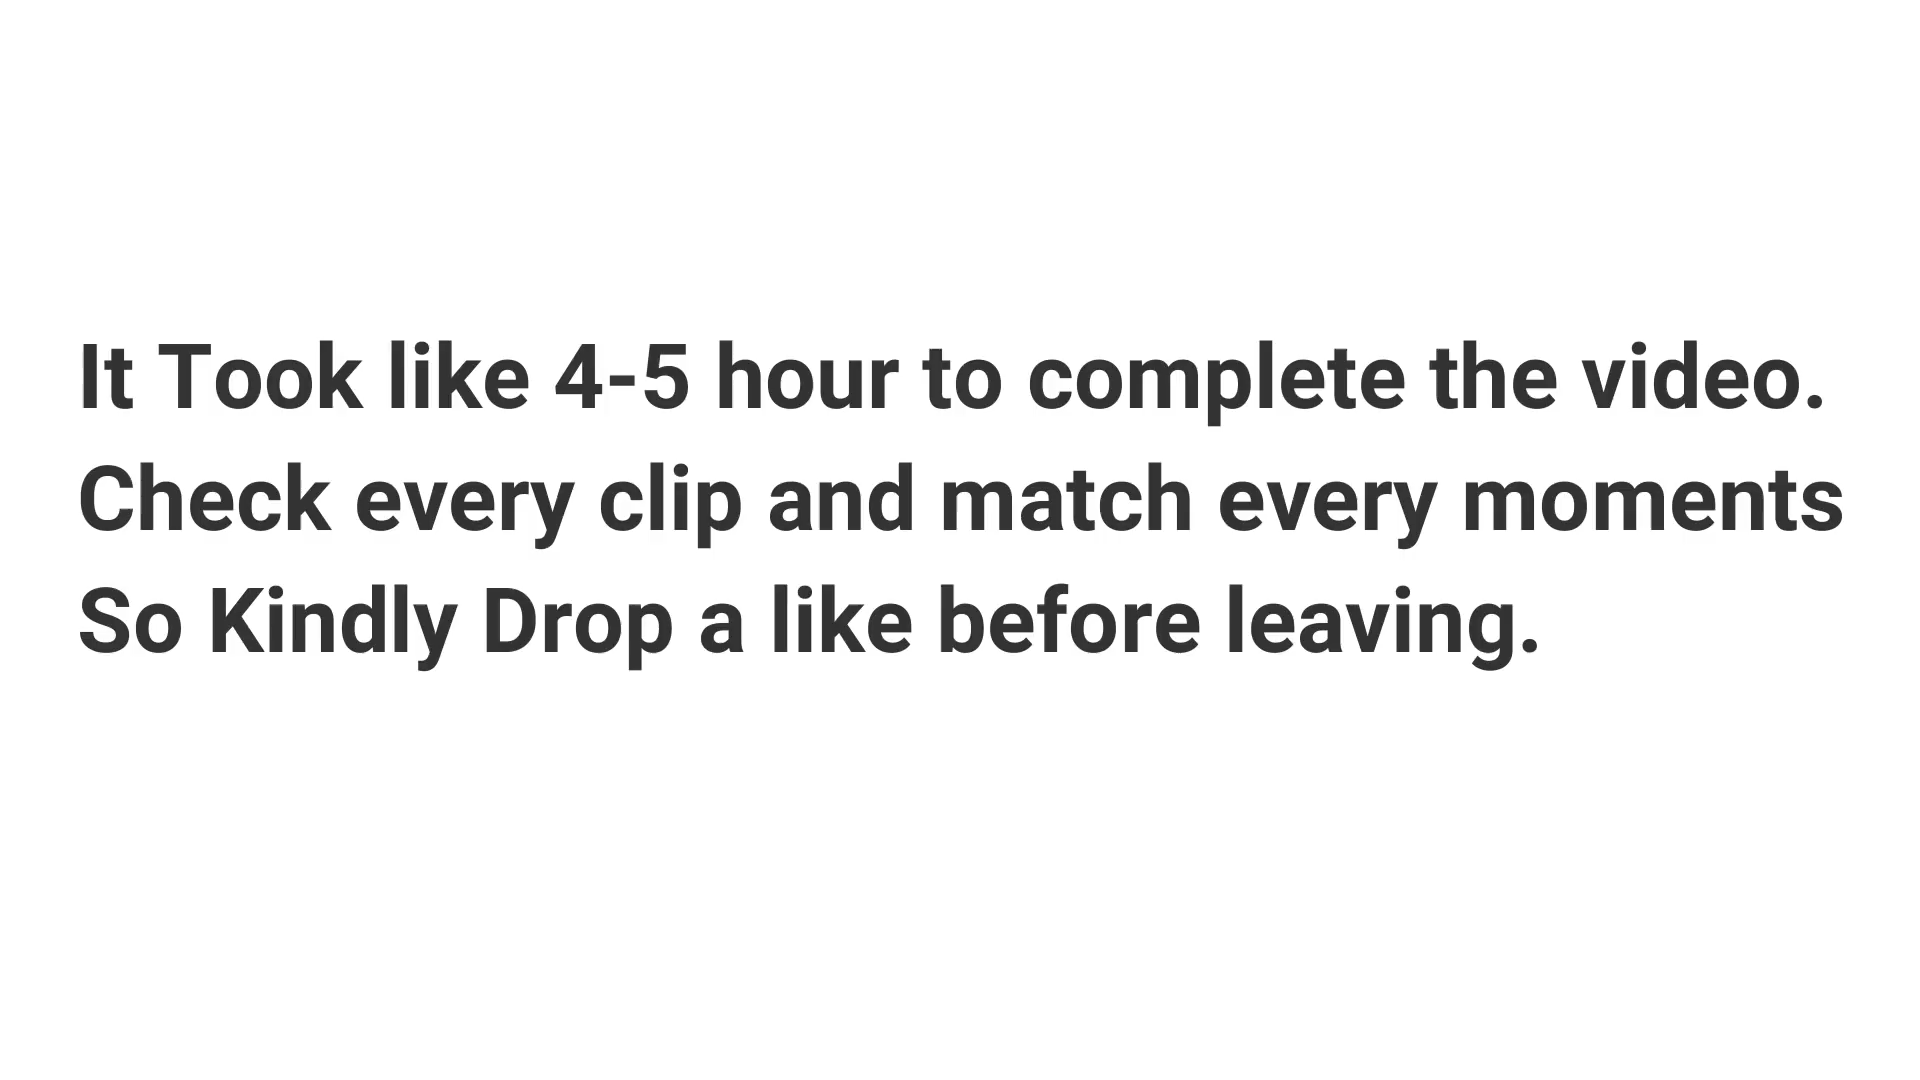 It Took like 4-5 hour to complete the video.
Check every clip and match every moments
So Kindly Drop a like before leaving.